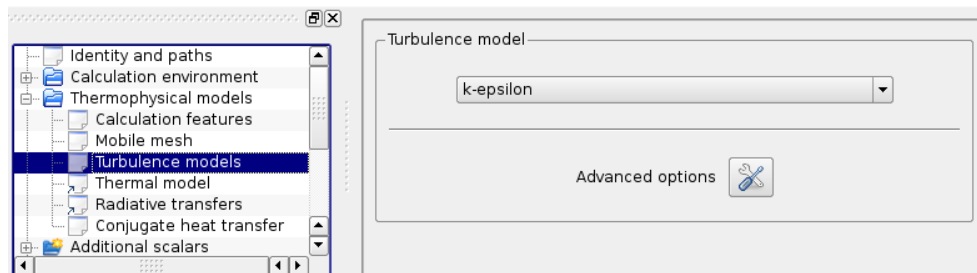 Identity and paths
Calculation environment
Thermophysical models
Calculation features
Mobile mesh
Turbulence models
Thermal model
Radiative transfers
Conjugate heat transfer
Additional scalars
Turbulence model
k-epsilon
Advanced options